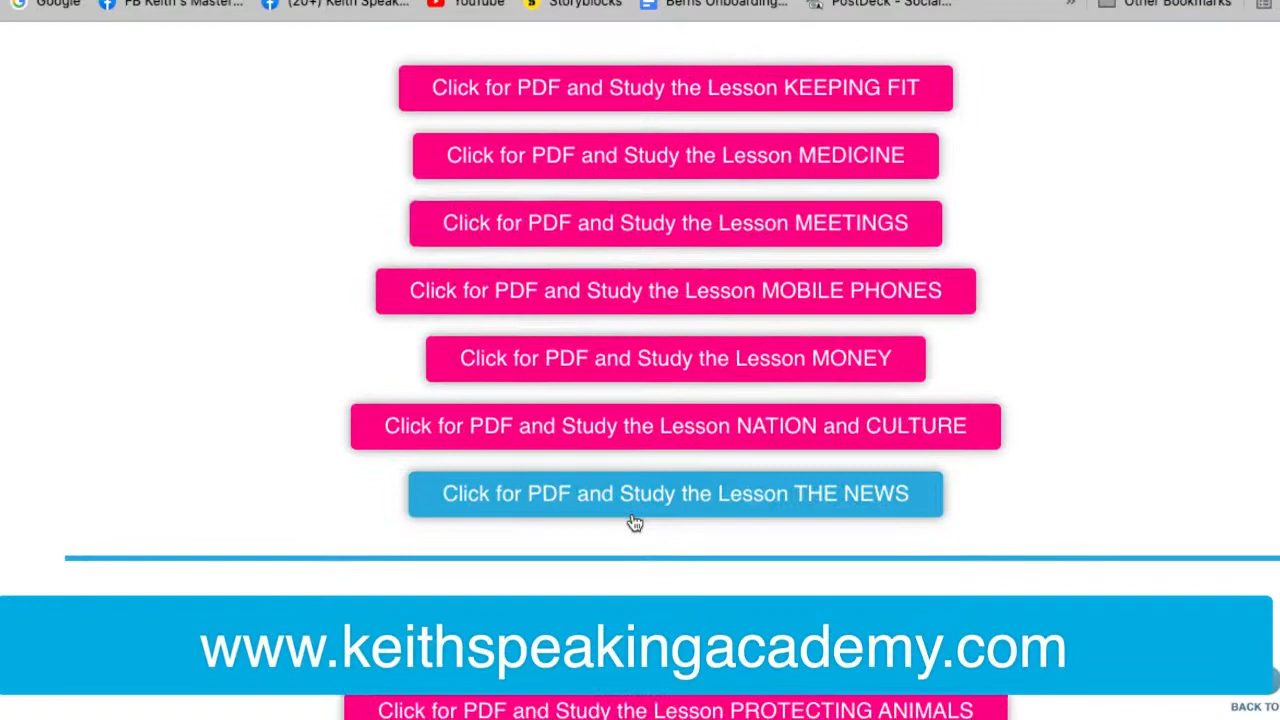 Google FB Keith's Master... (20+) Keith Speak... YouTube Storyblocks Berns Onboarding... PostDeck - Social... » Other Bookmarks
Click for PDF and Study the Lesson KEEPING FIT
Click for PDF and Study the Lesson MEDICINE
Click for PDF and Study the Lesson MEETINGS
Click for PDF and Study the Lesson MOBILE PHONES
Click for PDF and Study the Lesson MONEY
Click for PDF and Study the Lesson NATION and CULTURE
Click for PDF and Study the Lesson THE NEWS
www.keithspeakingacademy.com
Click for PDF and Study the Lesson PROTECTING ANIMALS
BACK TO